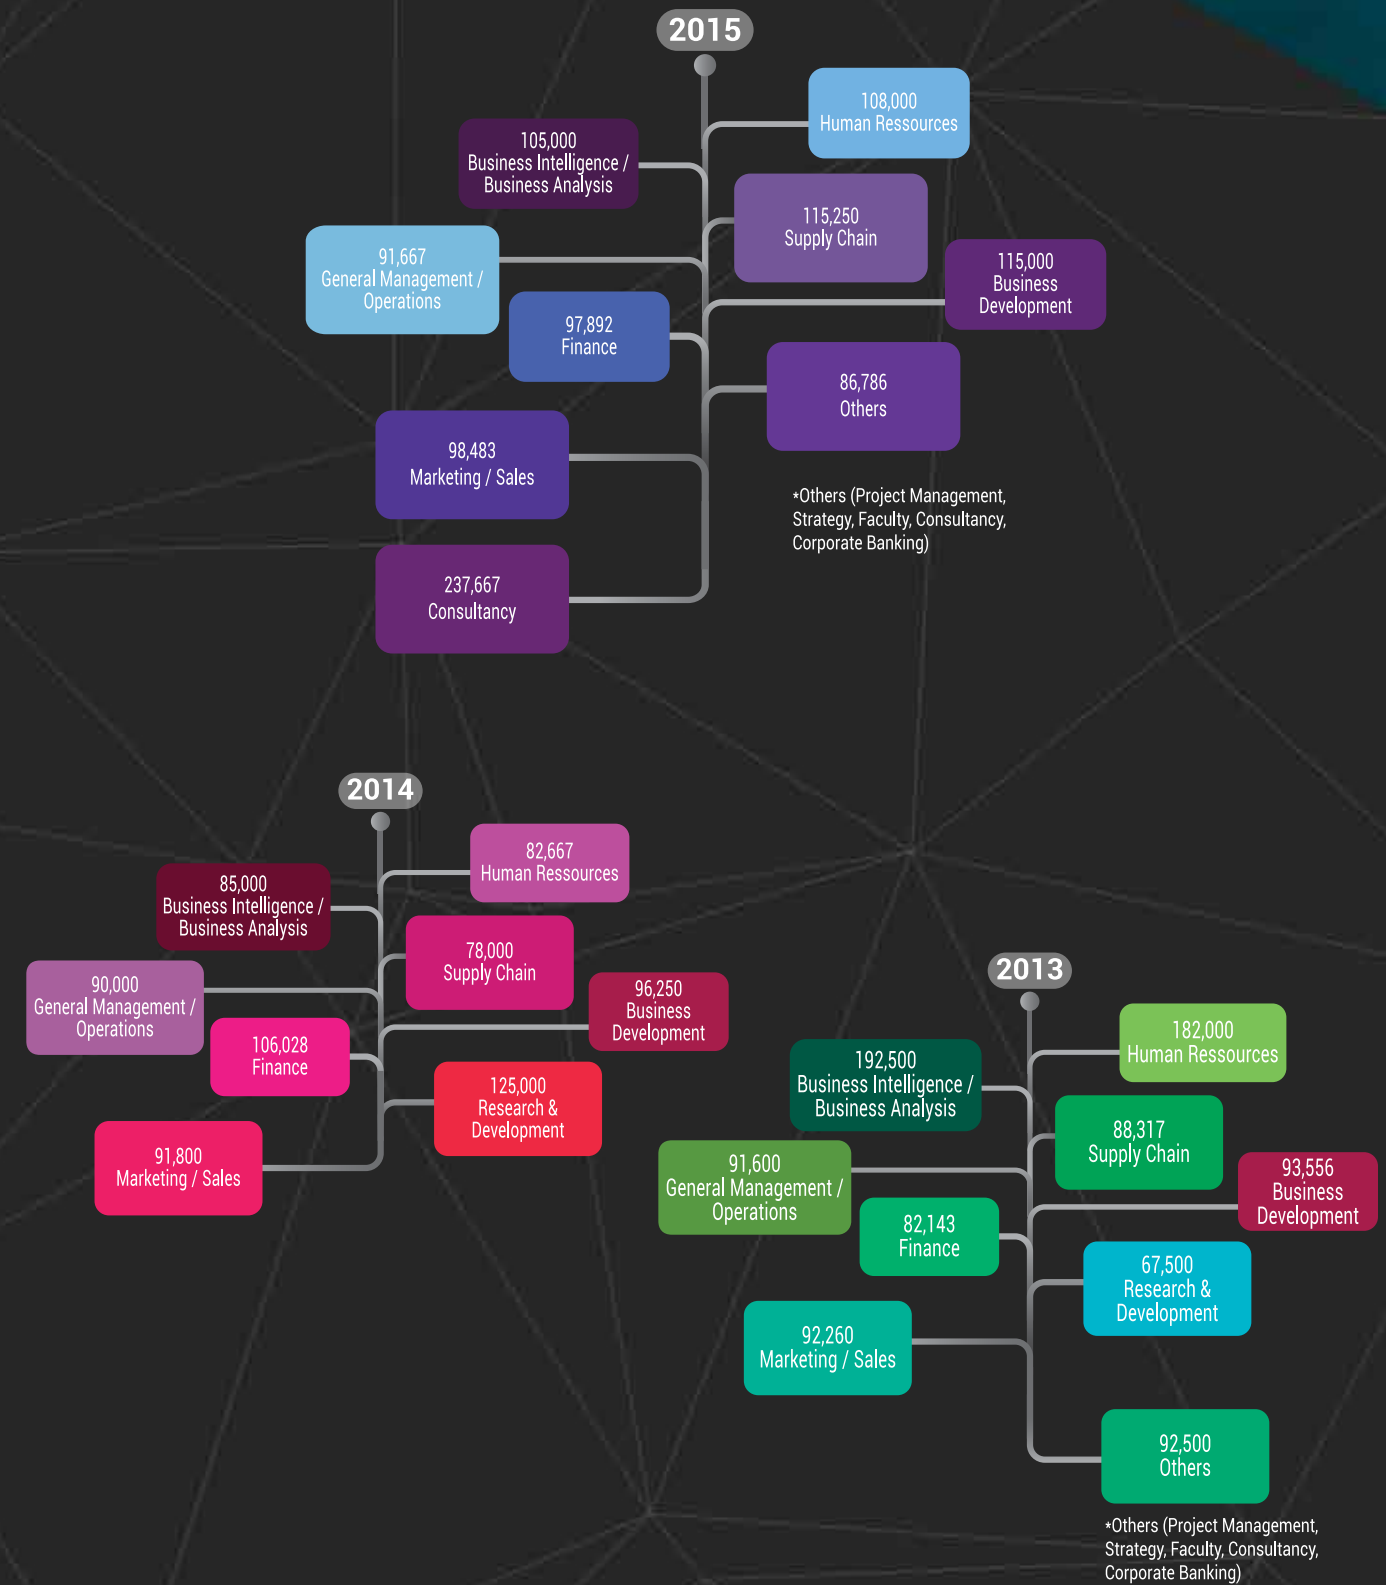 2015
108,000
Human Ressources
105,000
Business Intelligence /
Business Analysis
115,250
Supply Chain
91,667
General Management /
Operations
115,000
Business
Development
97,892
Finance
86,786
Others
98,483
Marketing / Sales
*Others (Project Management,
Strategy, Faculty, Consultancy,
Corporate Banking)
237,667
Consultancy
2014
82,667
Human Ressources
85,000
Business Intelligence /
Business Analysis
78,000
Supply Chain
90,000
General Management /
Operations
96,250
Business
Development
106,028
Finance
125,000
Research &
Development
91,800
Marketing / Sales
2013
182,000
Human Ressources
192,500
Business Intelligence /
Business Analysis
88,317
Supply Chain
91,600
General Management /
Operations
93,556
Business
Development
82,143
Finance
67,500
Research &
Development
92,260
Marketing / Sales
92,500
Others
*Others (Project Management,
Strategy, Faculty, Consultancy,
Corporate Banking)